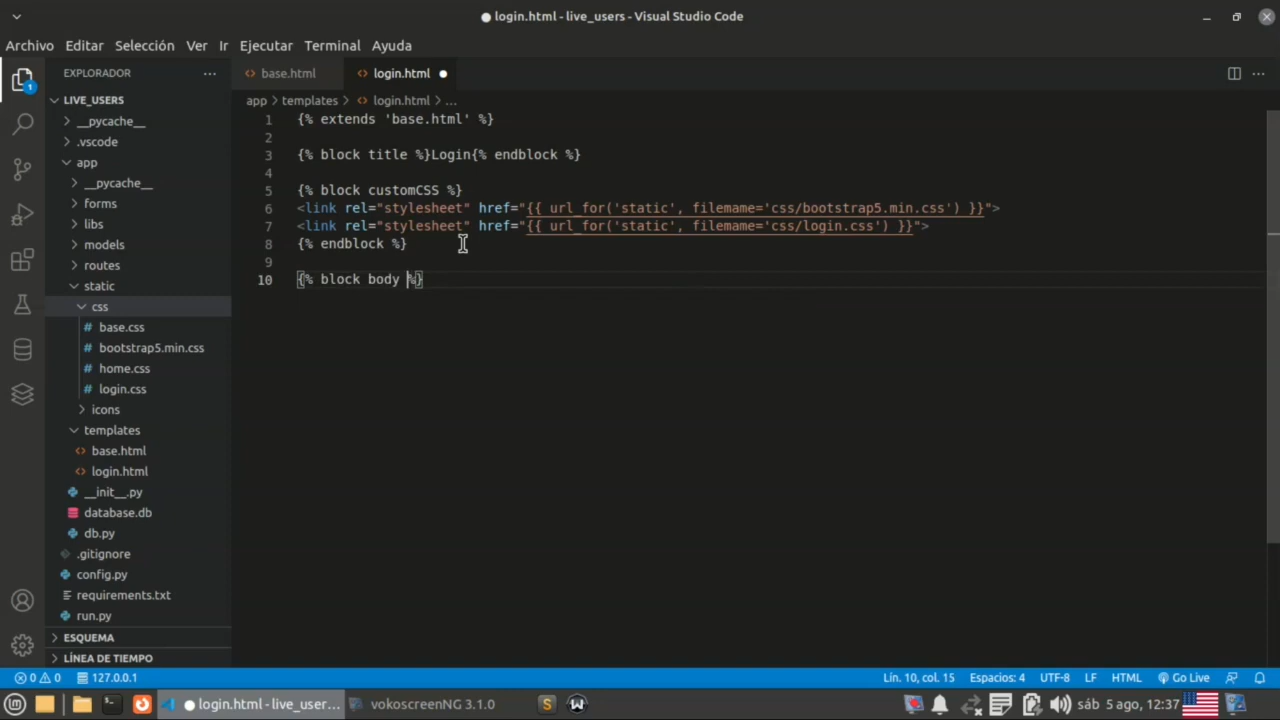 login.html - live_users - Visual Studio Code
Archivo Editar Selección Ver Ir Ejecutar Terminal Ayuda
EXPLORADOR
base.html
login.html
LIVE_USERS
app > templates > login.html > ...
__pycache__
.vscode
app
__pycache__
forms
libs
models
routes
static
css
base.css
bootstrap5.min.css
home.css
login.css
icons
templates
base.html
login.html
__init__.py
database.db
db.py
.gitignore
config.py
requirements.txt
run.py
ESQUEMA
LÍNEA DE TIEMPO
1 {% extends 'base.html' %}
2
3 {% block title %}Login{% endblock %}
4
5 {% block customCSS %}
6 <link rel="stylesheet" href="{{ url_for('static', filemame='css/bootstrap5.min.css') }}">
7 <link rel="stylesheet" href="{{ url_for('static', filemame='css/login.css') }}">
8 {% endblock %}
9
10 {% block body %}
0 0 127.0.0.1 Lín. 10, col. 15 Espacios: 4 UTF-8 LF HTML Go Live
login.html - live_user... vokoscreenNG 3.1.0 S W sáb 5 ago, 12:37